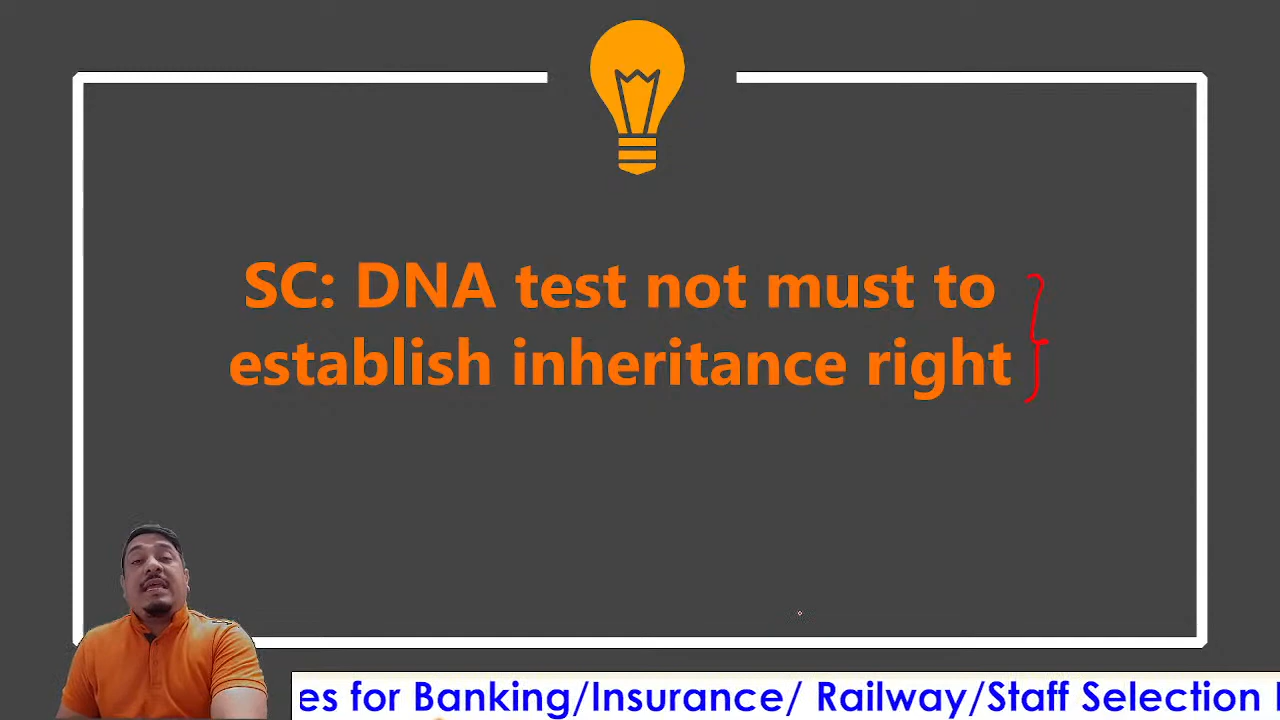 SC: DNA test not must to
establish inheritance right
es for Banking/Insurance/ Railway/Staff Selection